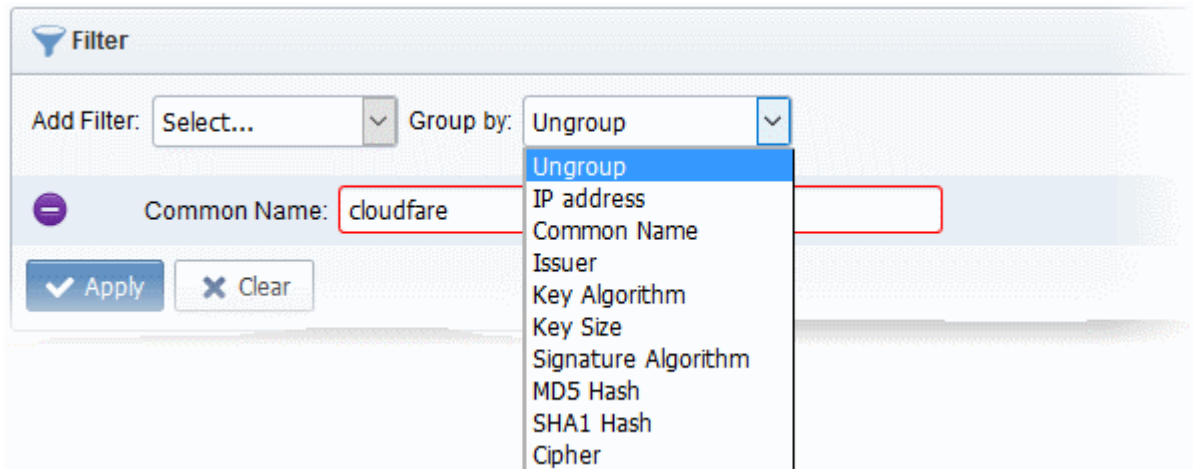 Filter
Add Filter: Select... Group by: Ungroup
Ungroup
IP address
Common Name: cloudfare
Common Name
Issuer
Apply Clear
Key Algorithm
Key Size
Signature Algorithm
MD5 Hash
SHA1 Hash
Cipher